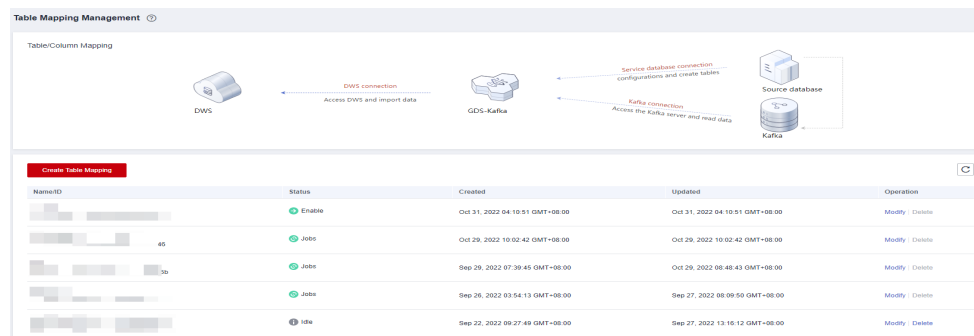 Table Mapping Management ?
Table/Column Mapping
Service database connection
configurations and create tables
Source database
DWS connection
Access DWS and import data
DWS
GDS-Kafka
Kafka connection
Access the Kafka server and read data
Kafka
Create Table Mapping
Name/ID Status Created Updated Operation
Enable Oct 31, 2022 04:10:51 GMT+08:00 Oct 31, 2022 04:10:51 GMT+08:00 Modify | Delete
46 Jobs Oct 29, 2022 10:02:42 GMT+08:00 Oct 29, 2022 10:02:42 GMT+08:00 Modify | Delete
5b Jobs Sep 29, 2022 07:39:45 GMT+08:00 Oct 29, 2022 08:48:43 GMT+08:00 Modify | Delete
Jobs Sep 26, 2022 03:54:13 GMT+08:00 Sep 27, 2022 08:09:50 GMT+08:00 Modify | Delete
Idle Sep 22, 2022 09:27:49 GMT+08:00 Sep 27, 2022 13:16:12 GMT+08:00 Modify | Delete